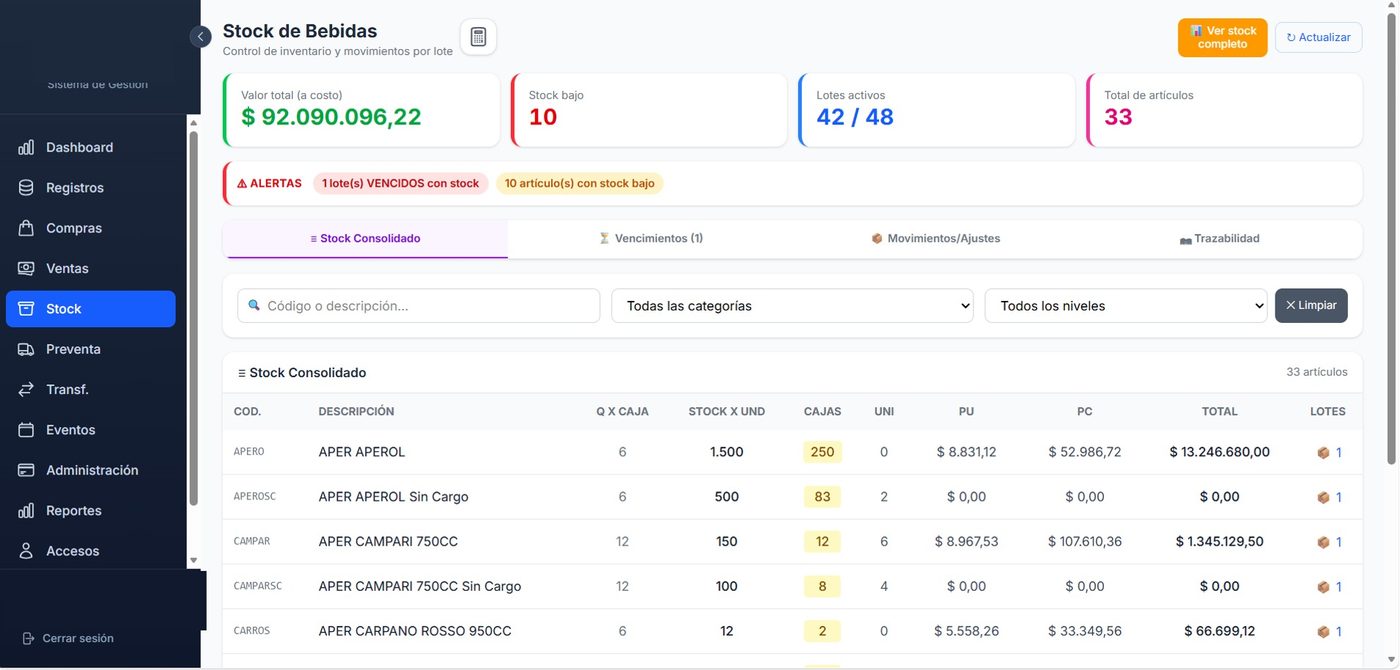 Sistema de Gestión
Dashboard
Registros
Compras
Ventas
Stock
Preventa
Transf.
Eventos
Administración
Reportes
Accesos
Cerrar sesión
Stock de Bebidas
Control de inventario y movimientos por lote
Ver stock
completo
↻ Actualizar
Valor total (a costo)
$ 92.090.096,22
Stock bajo
10
Lotes activos
42 / 48
Total de artículos
33
⚠ ALERTAS 1 lote(s) VENCIDOS con stock 10 artículo(s) con stock bajo
≡ Stock Consolidado Vencimientos (1) Movimientos/Ajustes Trazabilidad
Código o descripción... Todas las categorías Todos los niveles ✕ Limpiar
≡ Stock Consolidado 33 artículos
COD. DESCRIPCIÓN Q X CAJA STOCK X UND CAJAS UNI PU PC TOTAL LOTES
APERO APER APEROL 6 1.500 250 0 $ 8.831,12 $ 52.986,72 $ 13.246.680,00 1
APEROSC APER APEROL Sin Cargo 6 500 83 2 $ 0,00 $ 0,00 $ 0,00 1
CAMPAR APER CAMPARI 750CC 12 150 12 6 $ 8.967,53 $ 107.610,36 $ 1.345.129,50 1
CAMPARSC APER CAMPARI 750CC Sin Cargo 12 100 8 4 $ 0,00 $ 0,00 $ 0,00 1
CARROS APER CARPANO ROSSO 950CC 6 12 2 0 $ 5.558,26 $ 33.349,56 $ 66.699,12 1